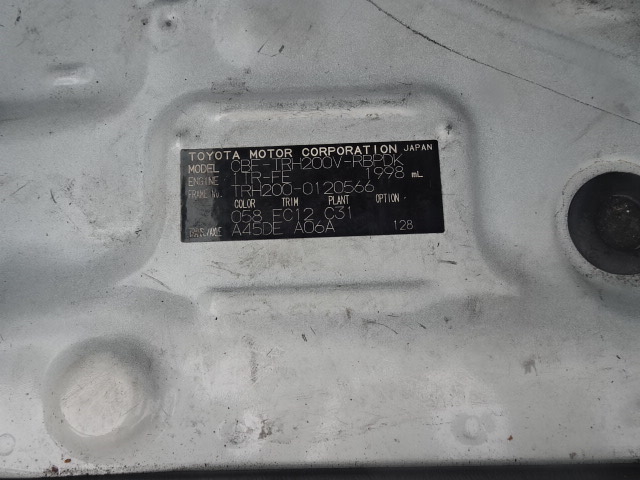 TOYOTA MOTOR CORPORATION JAPAN
MODEL CBF-TRH200V-RBPDK
ENGINE 1TR-FE 1998 mL
FRAME No. TRH200-0120566
COLOR TRIM PLANT OPTION
058 EC12 C31
TRANS/AXLE A45DE A06A 128